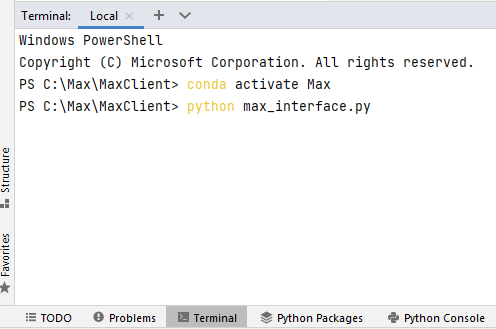 Terminal: Local × + 
Windows PowerShell
Copyright (C) Microsoft Corporation. All rights reserved.
PS C:\Max\MaxClient> conda activate Max
PS C:\Max\MaxClient> python max_interface.py
Structure
Favorites
TODO Problems Terminal Python Packages Python Console